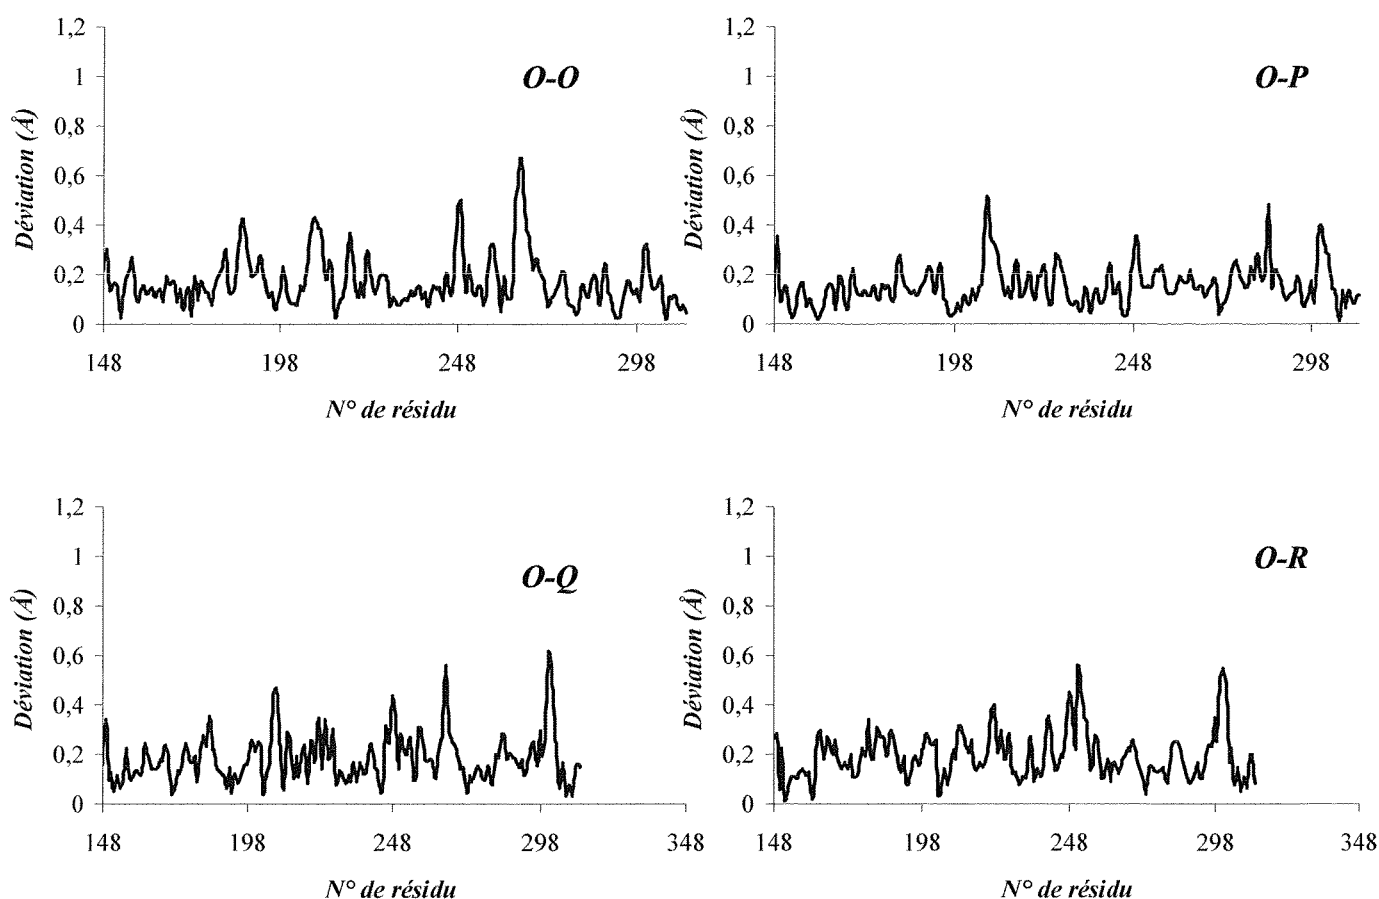 1,2
1
0,8
0,6
0,4
0,2
0
Déviation (Å)
O-O
148 198 248 298
N° de résidu
1,2
1
0,8
0,6
0,4
0,2
0
Déviation (Å)
O-P
148 198 248 298
N° de résidu
1,2
1
0,8
0,6
0,4
0,2
0
Déviation (Å)
O-Q
148 198 248 298 348
N° de résidu
1,2
1
0,8
0,6
0,4
0,2
0
Déviation (Å)
O-R
148 198 248 298 348
N° de résidu